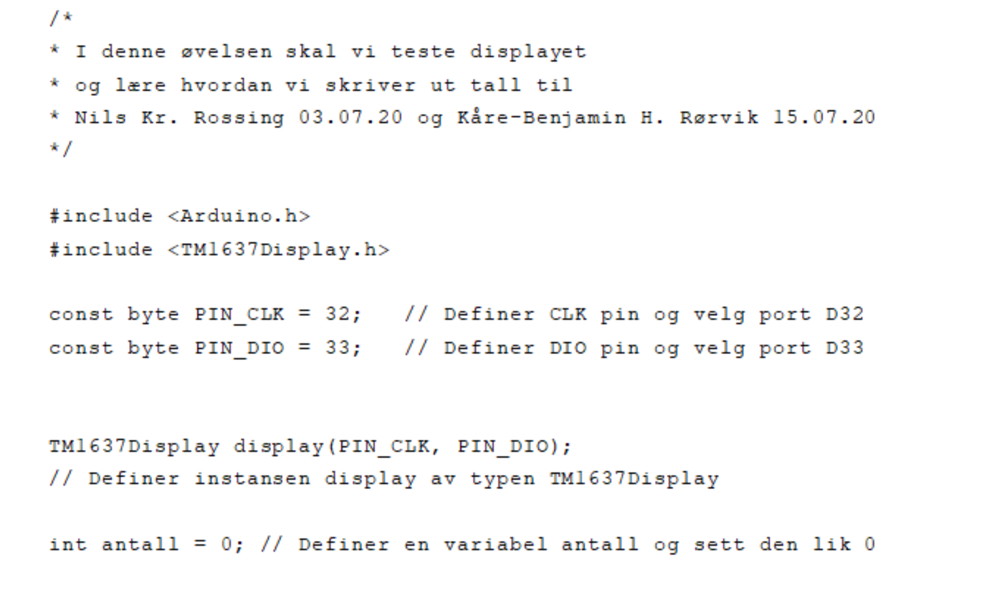 /*
* I denne øvelsen skal vi teste displayet
* og lære hvordan vi skriver ut tall til
* Nils Kr. Rossing 03.07.20 og Kåre-Benjamin H. Rørvik 15.07.20
*/
#include <Arduino.h>
#include <TM1637Display.h>
const byte PIN_CLK = 32;   // Definer CLK pin og velg port D32
const byte PIN_DIO = 33;   // Definer DIO pin og velg port D33
TM1637Display display(PIN_CLK, PIN_DIO);
// Definer instansen display av typen TM1637Display
int antall = 0; // Definer en variabel antall og sett den lik 0